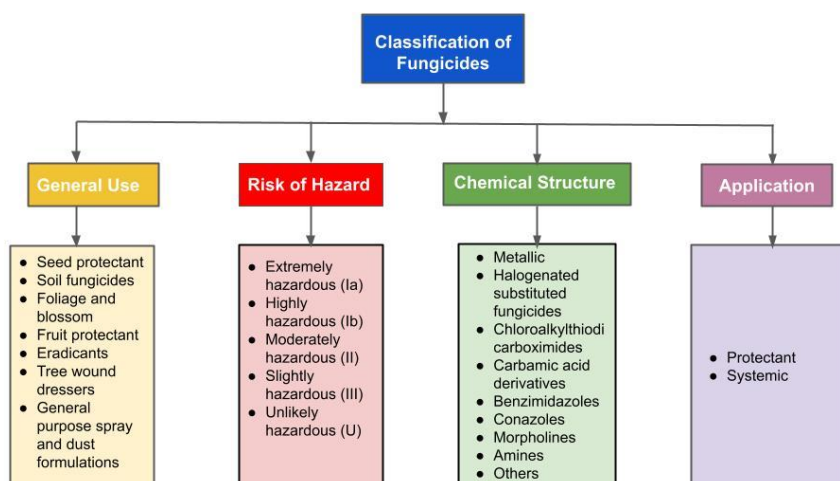 Classification of
Fungicides
General Use
Risk of Hazard
Chemical Structure
Application
● Seed protectant
● Soil fungicides
● Foliage and
blossom
● Fruit protectant
● Eradicants
● Tree wound
dressers
● General
purpose spray
and dust
formulations
● Extremely
hazardous (Ia)
● Highly
hazardous (Ib)
● Moderately
hazardous (II)
● Slightly
hazardous (III)
● Unlikely
hazardous (U)
● Metallic
● Halogenated
substituted
fungicides
● Chloroalkylthiodi
carboximides
● Carbamic acid
derivatives
● Benzimidazoles
● Conazoles
● Morpholines
● Amines
● Others
● Protectant
● Systemic